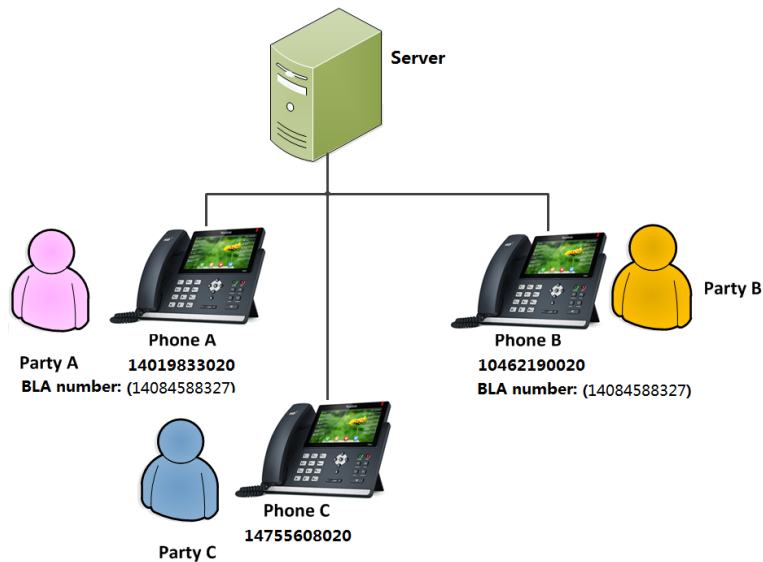 Server
Phone A
14019833020
Party A
BLA number: (14084588327)
Phone B
10462190020
Party B
BLA number: (14084588327)
Phone C
14755608020
Party C